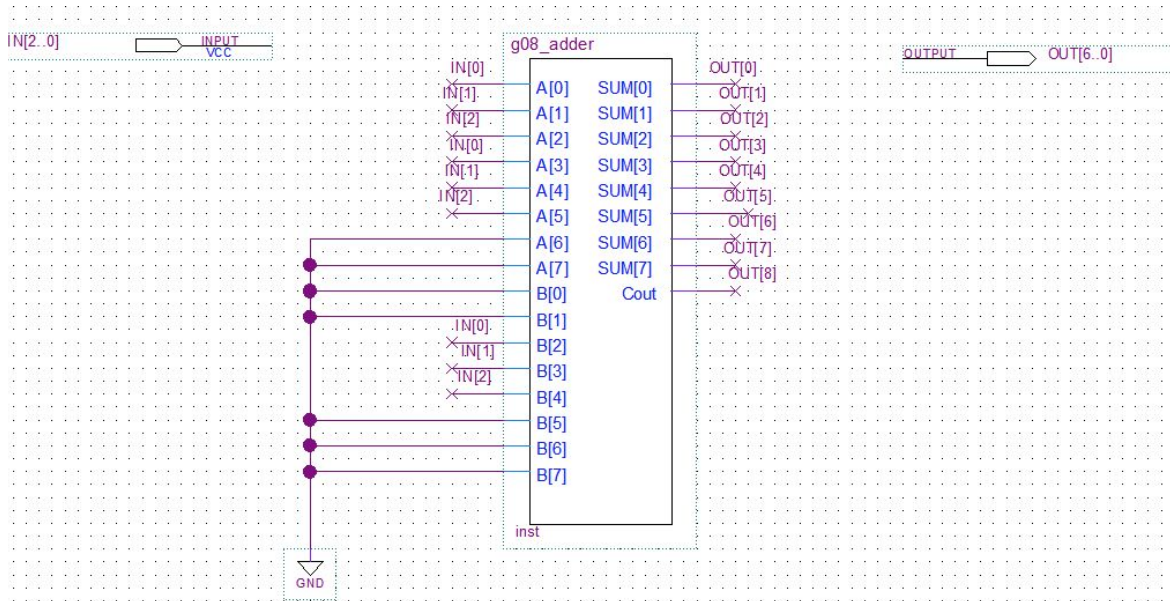 IN[2..0]
INPUT
VCC
g08_adder
OUTPUT
OUT[6..0]
IN[0]
A[0]
SUM[0]
OUT[0]
IN[1]
A[1]
SUM[1]
OUT[1]
IN[2]
A[2]
SUM[2]
OUT[2]
IN[0]
A[3]
SUM[3]
OUT[3]
IN[1]
A[4]
SUM[4]
OUT[4]
IN[2]
A[5]
SUM[5]
OUT[5]
A[6]
SUM[6]
OUT[6]
A[7]
SUM[7]
OUT[7]
B[0]
Cout
OUT[8]
B[1]
IN[0]
B[2]
IN[1]
B[3]
IN[2]
B[4]
B[5]
B[6]
B[7]
inst
GND